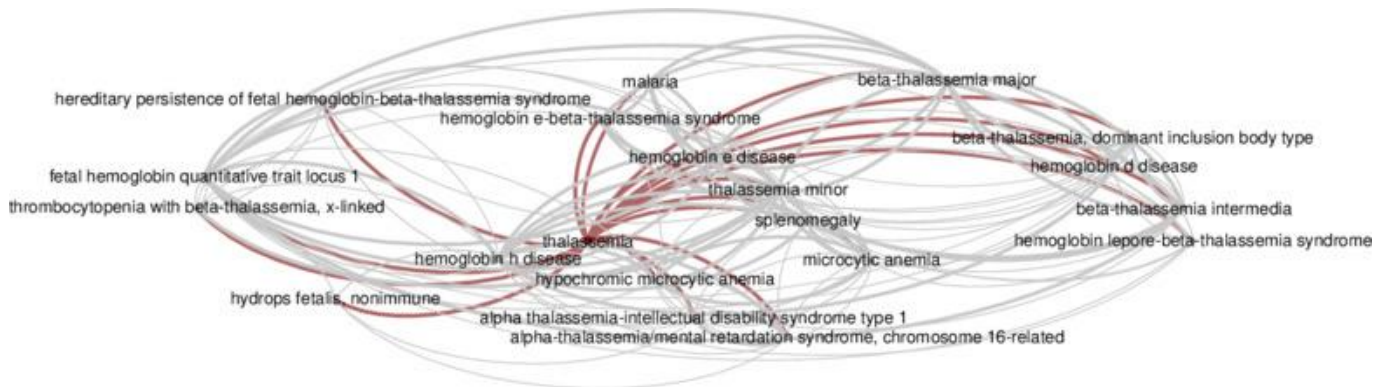 malaria
beta-thalassemia major
hereditary persistence of fetal hemoglobin-beta-thalassemia syndrome
hemoglobin e-beta-thalassemia syndrome
beta-thalassemia, dominant inclusion body type
hemoglobin e disease
hemoglobin d disease
fetal hemoglobin quantitative trait locus 1
thalassemia minor
thrombocytopenia with beta-thalassemia, x-linked
beta-thalassemia intermedia
splenomegaly
thalassemia
hemoglobin lepore-beta-thalassemia syndrome
hemoglobin h disease
microcytic anemia
hypochromic microcytic anemia
hydrops fetalis, nonimmune
alpha thalassemia-intellectual disability syndrome type 1
alpha-thalassemia/mental retardation syndrome, chromosome 16-related